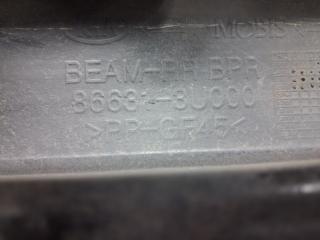 MOBIS
BEAM-RR BPR
86631-3U000
>PP-GF45<